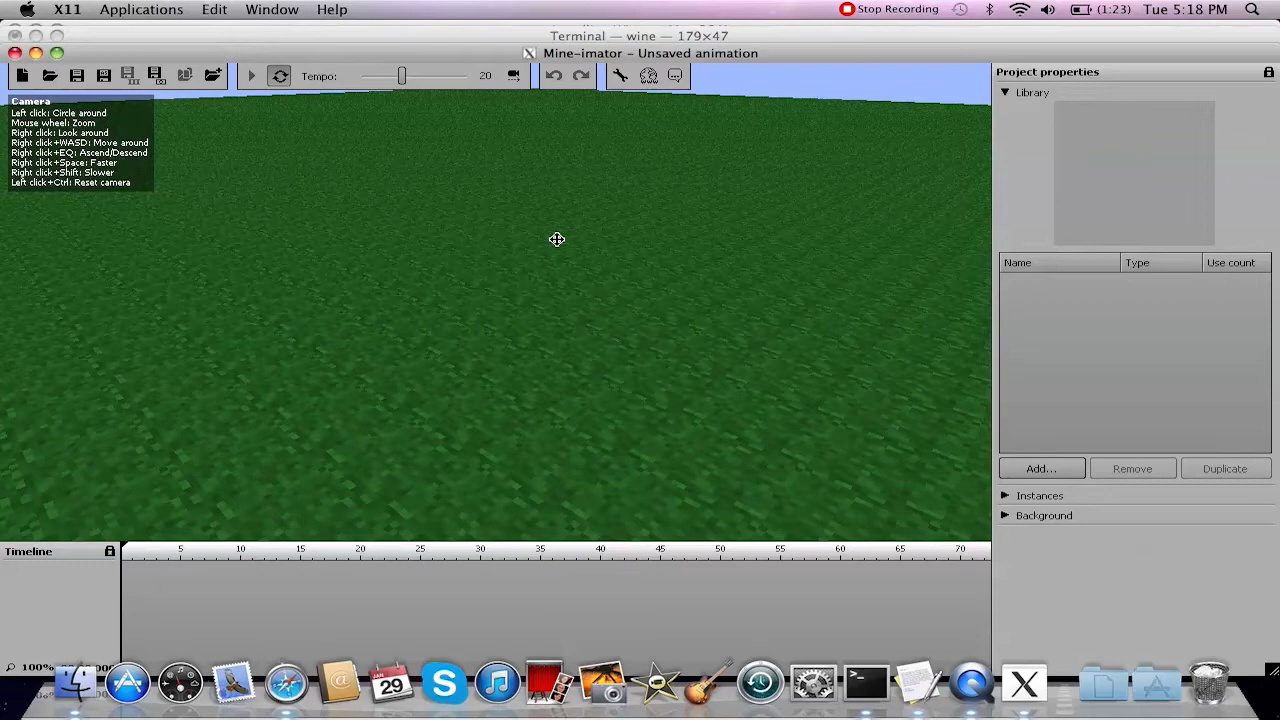 X11 Applications Edit Window Help Stop Recording (1:23) Tue 5:18 PM
Terminal — wine — 179×47
Mine-imator - Unsaved animation
Tempo: 20
Project properties
Library
Camera
Left click: Circle around
Mouse wheel: Zoom
Right click: Look around
Right click+WASD: Move around
Right click+EQ: Ascend/Descend
Right click+Space: Faster
Right click+Shift: Slower
Left click+Ctrl: Reset camera
Name Type Use count
Add... Remove Duplicate
Instances
Background
Timeline
5 10 15 20 25 30 35 40 45 50 55 60 65 70
100%
JAN
29